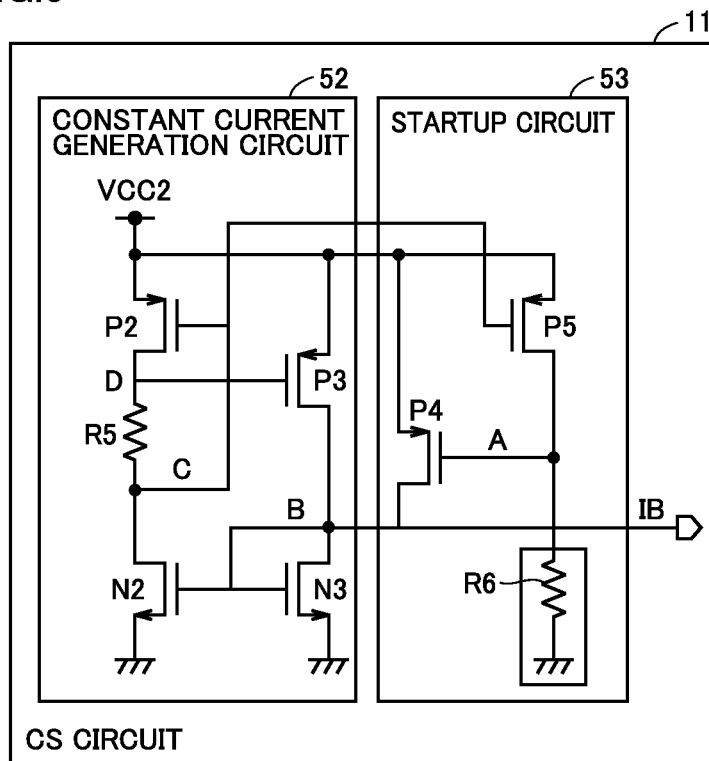 11
52
53
CONSTANT CURRENT
GENERATION CIRCUIT
STARTUP CIRCUIT
VCC2
P2
P5
D
P3
P4
R5
A
C
B
IB
N2
N3
R6
CS CIRCUIT